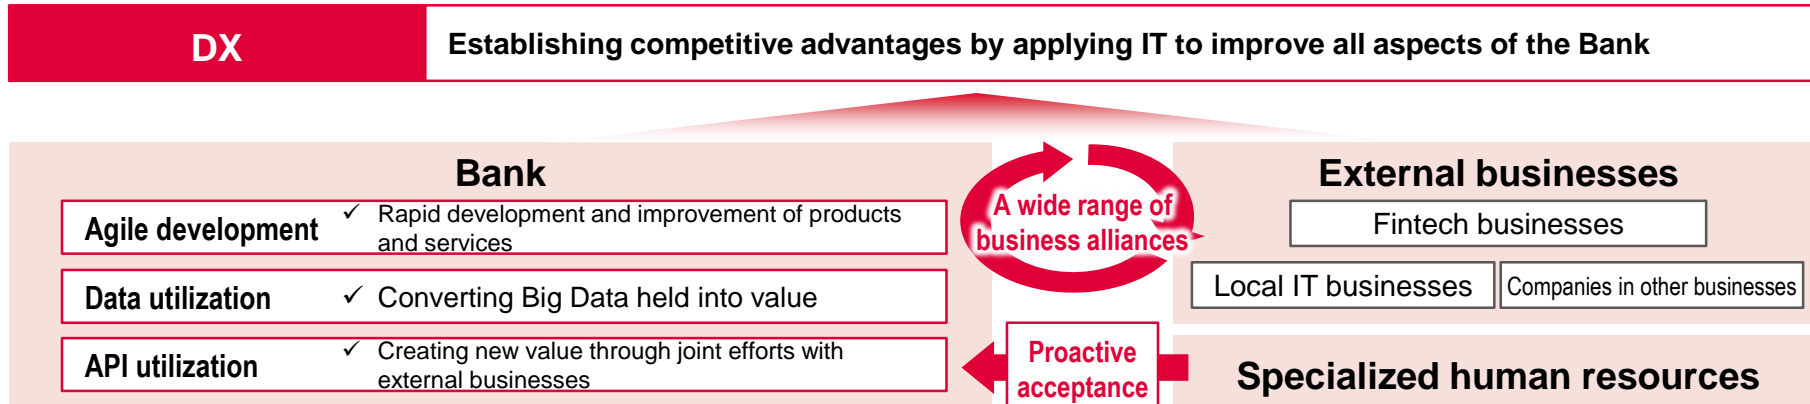 DX
Establishing competitive advantages by applying IT to improve all aspects of the Bank
Bank
Agile development
✓ Rapid development and improvement of products
and services
Data utilization
✓ Converting Big Data held into value
API utilization
✓ Creating new value through joint efforts with
external businesses
A wide range of
business alliances
Proactive
acceptance
External businesses
Fintech businesses
Local IT businesses
Companies in other businesses
Specialized human resources